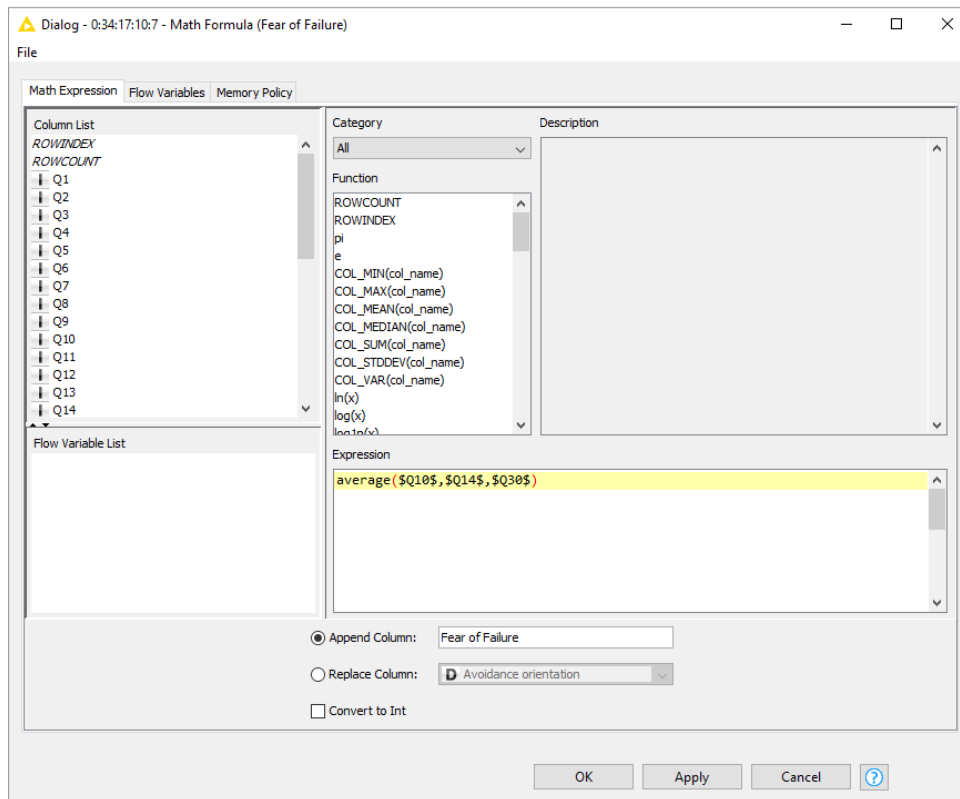 Dialog - 0:34:17:10:7 - Math Formula (Fear of Failure)
File
Math Expression Flow Variables Memory Policy
Column List
ROWINDEX
ROWCOUNT
Q1
Q2
Q3
Q4
Q5
Q6
Q7
Q8
Q9
Q10
Q11
Q12
Q13
Q14
Flow Variable List
Category
All
Function
ROWCOUNT
ROWINDEX
pi
e
COL_MIN(col_name)
COL_MAX(col_name)
COL_MEAN(col_name)
COL_MEDIAN(col_name)
COL_SUM(col_name)
COL_STDDEV(col_name)
COL_VAR(col_name)
ln(x)
log(x)
log1p(x)
Description
Expression
average($Q10$,$Q14$,$Q30$)
Append Column: Fear of Failure
Replace Column: D Avoidance orientation
Convert to Int
OK Apply Cancel ?